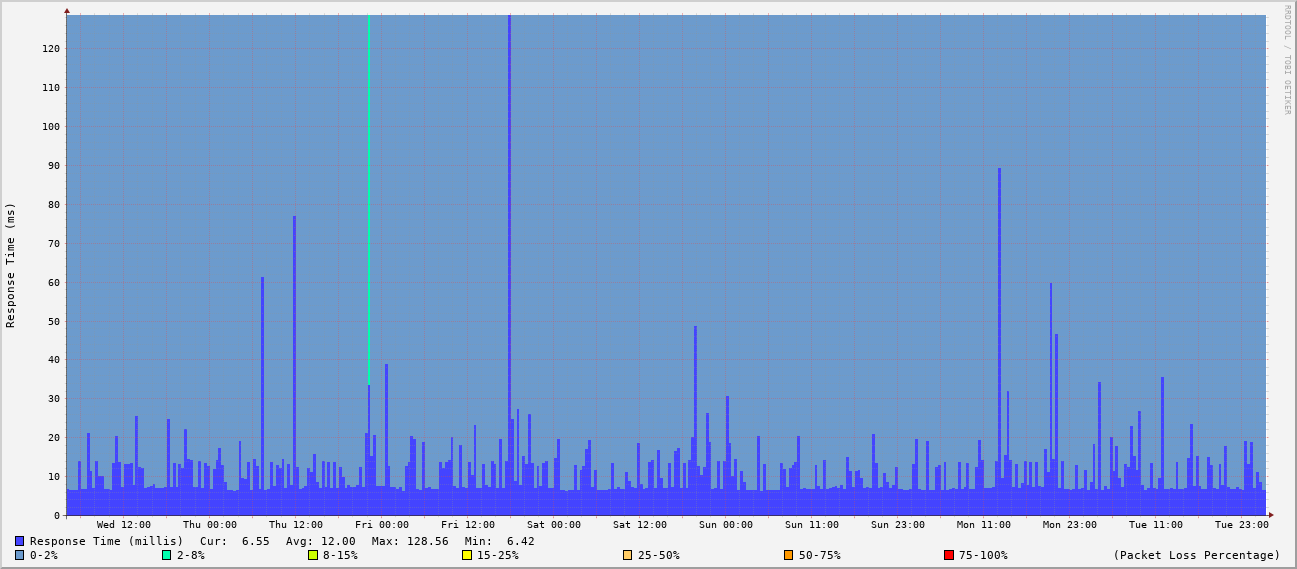 RRDTOOL / TOBI OETIKER
Response Time (ms)
120
110
100
90
80
70
60
50
40
30
20
10
0
Wed 12:00 Thu 00:00 Thu 12:00 Fri 00:00 Fri 12:00 Sat 00:00 Sat 12:00 Sun 00:00 Sun 11:00 Sun 23:00 Mon 11:00 Mon 23:00 Tue 11:00 Tue 23:00
Response Time (millis) Cur: 6.55 Avg: 12.00 Max: 128.56 Min: 6.42
0-2% 2-8% 8-15% 15-25% 25-50% 50-75% 75-100% (Packet Loss Percentage)